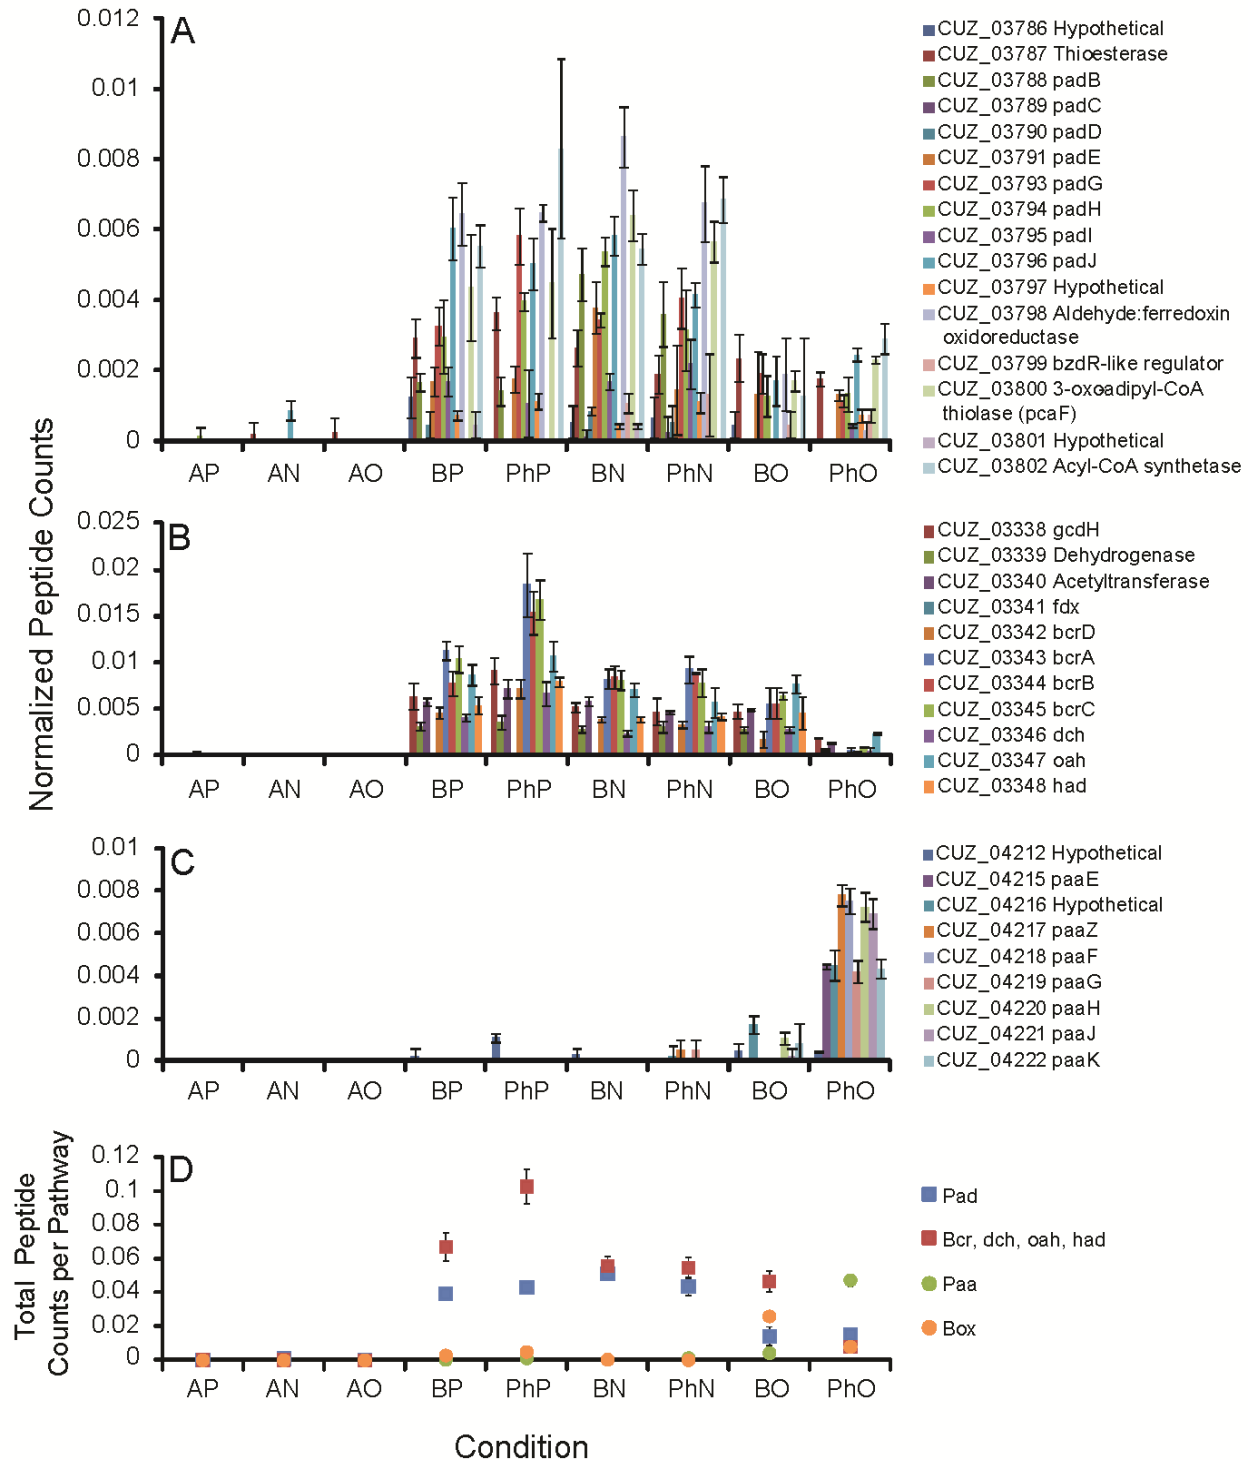 A
0.012
0.01
0.008
0.006
0.004
0.002
0
AP AN AO BP PhP BN PhN BO PhO
CUZ_03786 Hypothetical
CUZ_03787 Thioesterase
CUZ_03788 padB
CUZ_03789 padC
CUZ_03790 padD
CUZ_03791 padE
CUZ_03793 padG
CUZ_03794 padH
CUZ_03795 padI
CUZ_03796 padJ
CUZ_03797 Hypothetical
CUZ_03798 Aldehyde:ferredoxin
oxidoreductase
CUZ_03799 bzdR-like regulator
CUZ_03800 3-oxoadipyl-CoA
thiolase (pcaF)
CUZ_03801 Hypothetical
CUZ_03802 Acyl-CoA synthetase
Normalized Peptide Counts
B
0.025
0.02
0.015
0.01
0.005
0
AP AN AO BP PhP BN PhN BO PhO
CUZ_03338 gcdH
CUZ_03339 Dehydrogenase
CUZ_03340 Acetyltransferase
CUZ_03341 fdx
CUZ_03342 bcrD
CUZ_03343 bcrA
CUZ_03344 bcrB
CUZ_03345 bcrC
CUZ_03346 dch
CUZ_03347 oah
CUZ_03348 had
C
0.01
0.008
0.006
0.004
0.002
0
AP AN AO BP PhP BN PhN BO PhO
CUZ_04212 Hypothetical
CUZ_04215 paaE
CUZ_04216 Hypothetical
CUZ_04217 paaZ
CUZ_04218 paaF
CUZ_04219 paaG
CUZ_04220 paaH
CUZ_04221 paaJ
CUZ_04222 paaK
D
0.12
0.1
0.08
0.06
0.04
0.02
0
Total Peptide
Counts per Pathway
AP AN AO BP PhP BN PhN BO PhO
Pad
Bcr, dch, oah, had
Paa
Box
Condition